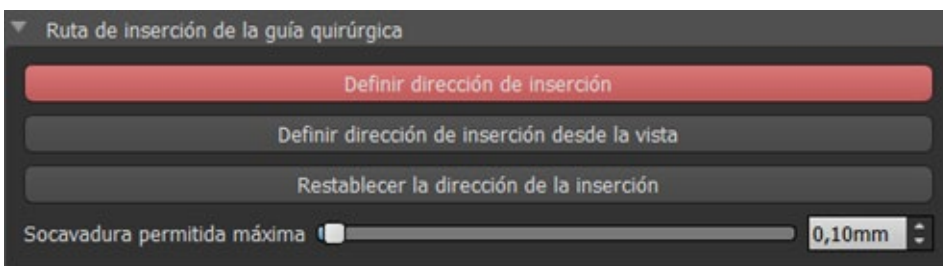 Ruta de inserción de la guía quirúrgica
Definir dirección de inserción
Definir dirección de inserción desde la vista
Restablecer la dirección de la inserción
Socavadura permitida máxima 0,10mm